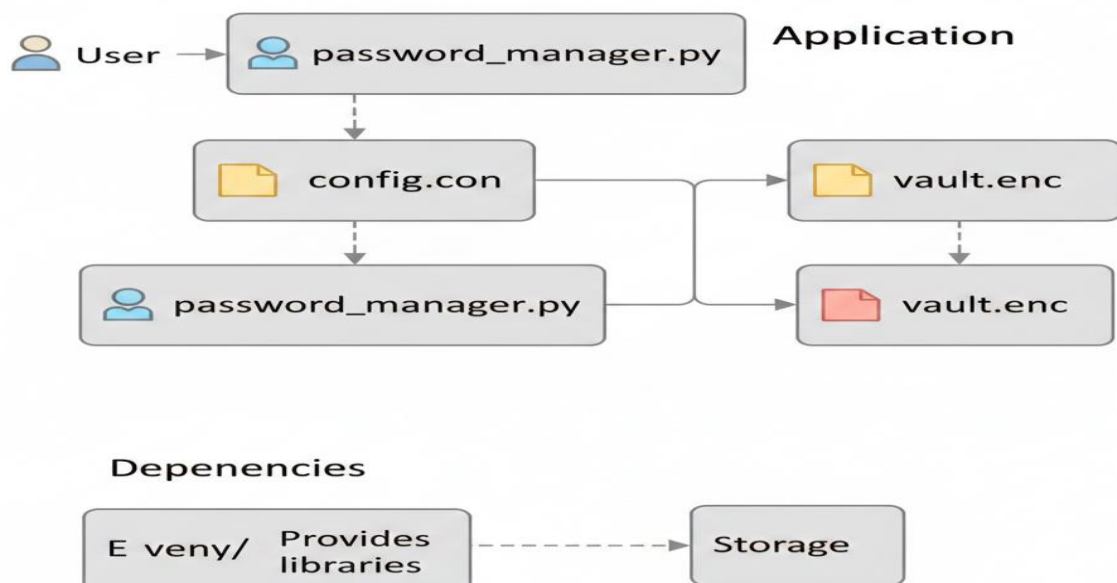 User
password_manager.py
Application
config.con
vault.enc
password_manager.py
vault.enc
Depenencies
E veny/
Provides
libraries
Storage